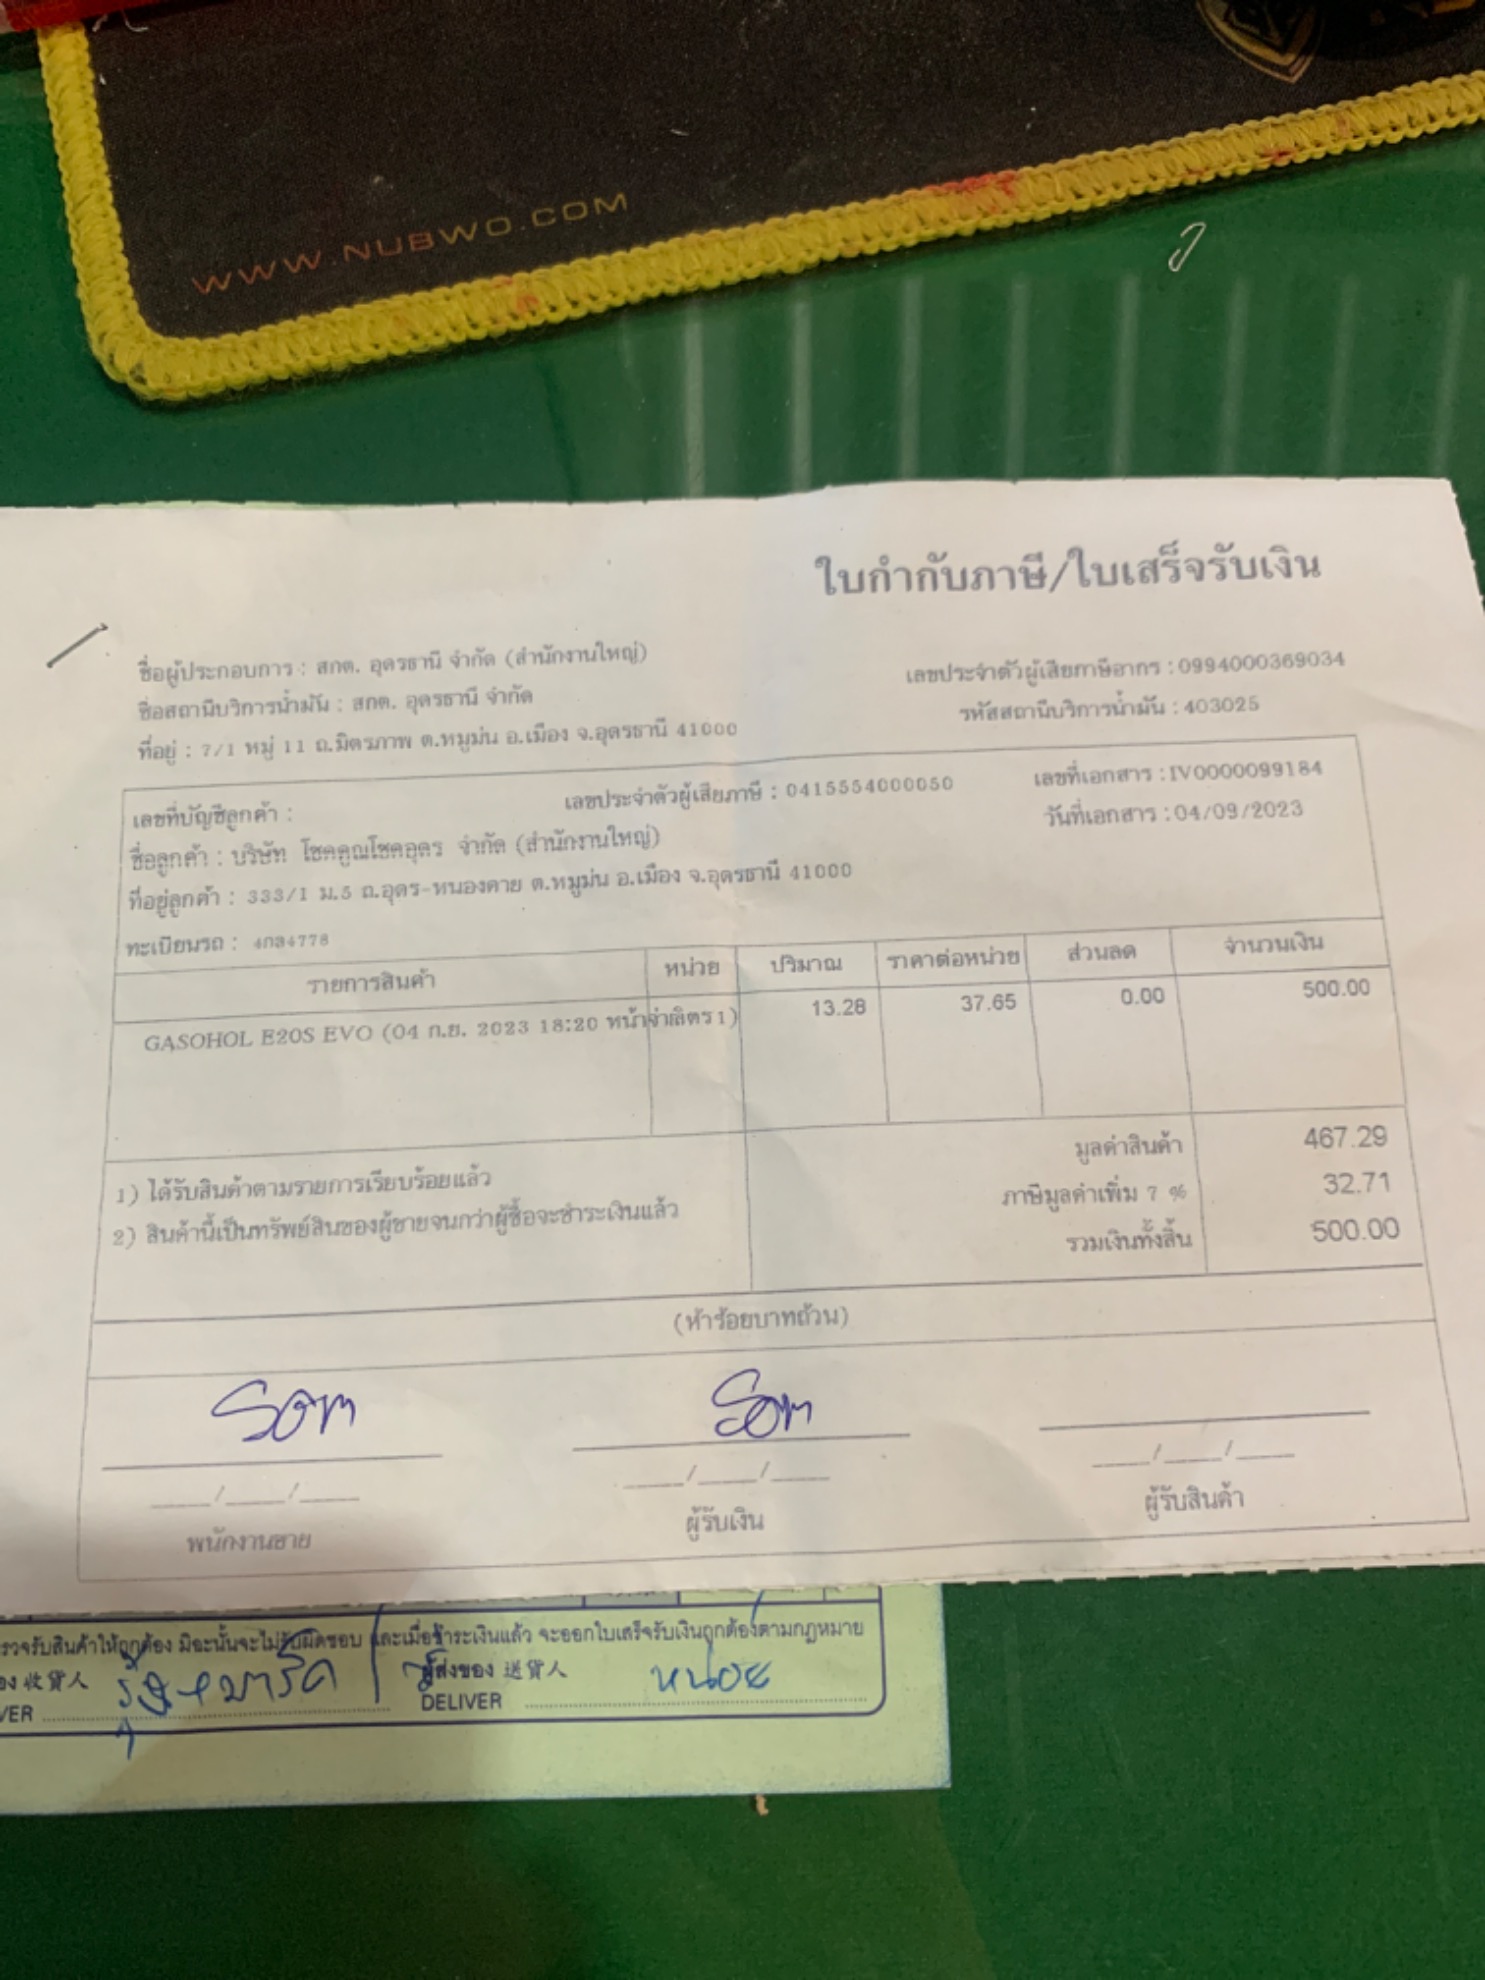 WWW.NUBWO.COM
ใบกำกับภาษี/ใบเสร็จรับเงิน
ชื่อผู้ประกอบการ : สกต. อุดรธานี จำกัด (สำนักงานใหญ่)
เลขประจำตัวผู้เสียภาษีอากร : 0994000369034
ชื่อสถานีบริการน้ำมัน : สกต. อุดรธานี จำกัด
รหัสสถานีบริการน้ำมัน : 403025
ที่อยู่ : 7/1 หมู่ 11 ถ.มิตรภาพ ต.หมูม่น อ.เมือง จ.อุดรธานี 41000
เลขที่บัญชีลูกค้า : เลขประจำตัวผู้เสียภาษี : 0415554000050 เลขที่เอกสาร : IV0000099184
ชื่อลูกค้า : บริษัท โชคคูณโชคอุดร จำกัด (สำนักงานใหญ่) วันที่เอกสาร : 04/09/2023
ที่อยู่ลูกค้า : 333/1 ม.5 ถ.อุดร-หนองคาย ต.หมูม่น อ.เมือง จ.อุดรธานี 41000
ทะเบียนรถ : 4กล4778
รายการสินค้า หน่วย ปริมาณ ราคาต่อหน่วย ส่วนลด จำนวนเงิน
GASOHOL E20S EVO (04 ก.ย. 2023 18:20 หน้าจ่าย 1) ลิตร 13.28 37.65 0.00 500.00
1) ได้รับสินค้าตามรายการเรียบร้อยแล้ว
2) สินค้านี้เป็นทรัพย์สินของผู้ขายจนกว่าผู้ซื้อจะชำระเงินแล้ว
มูลค่าสินค้า 467.29
ภาษีมูลค่าเพิ่ม 7 % 32.71
รวมเงินทั้งสิ้น 500.00
(ห้าร้อยบาทถ้วน)
___/___/___ ___/___/___ ___/___/___
พนักงานขาย ผู้รับเงิน ผู้รับสินค้า
รวจรับสินค้าให้ถูกต้อง มิฉะนั้นจะไม่รับผิดชอบ และเมื่อชำระเงินแล้ว จะออกใบเสร็จรับเงินถูกต้องตามกฎหมาย
อง 收貨人 ผู้ส่งของ 送貨人 หน่อย
VER DELIVER